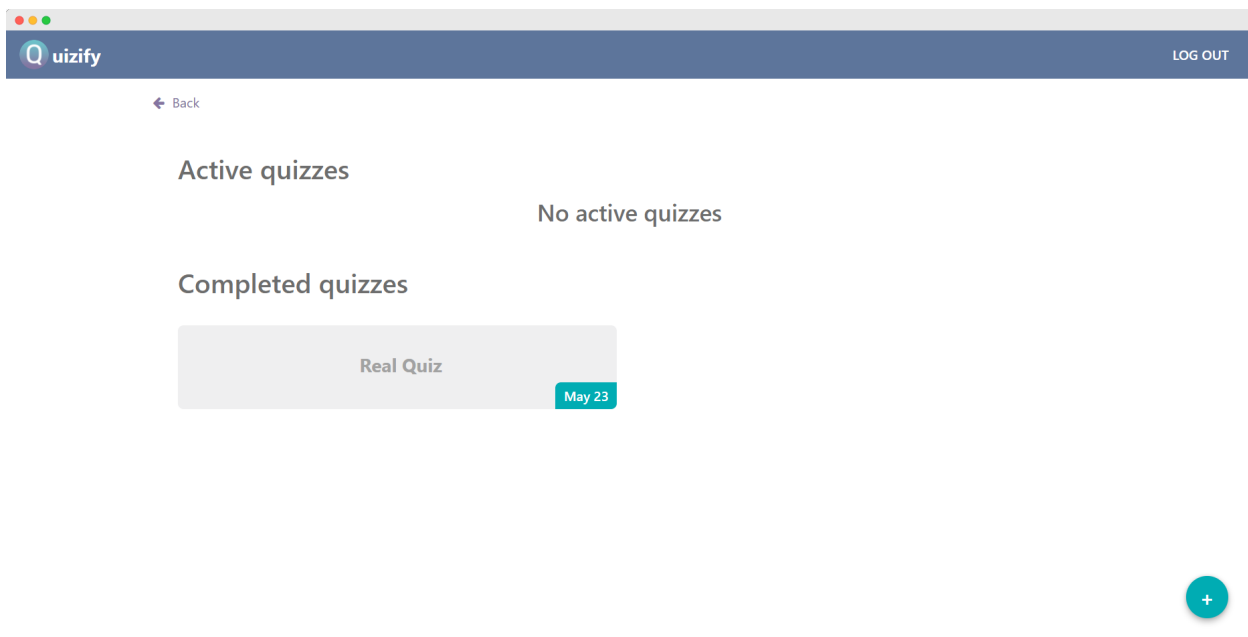 Quizify
LOG OUT
Back
Active quizzes
No active quizzes
Completed quizzes
Real Quiz
May 23
+